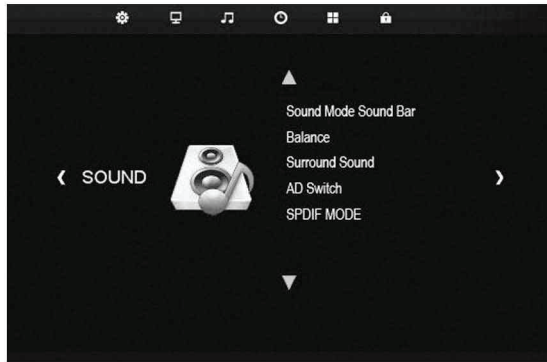 SOUND
Sound Mode Sound Bar
Balance
Surround Sound
AD Switch
SPDIF MODE